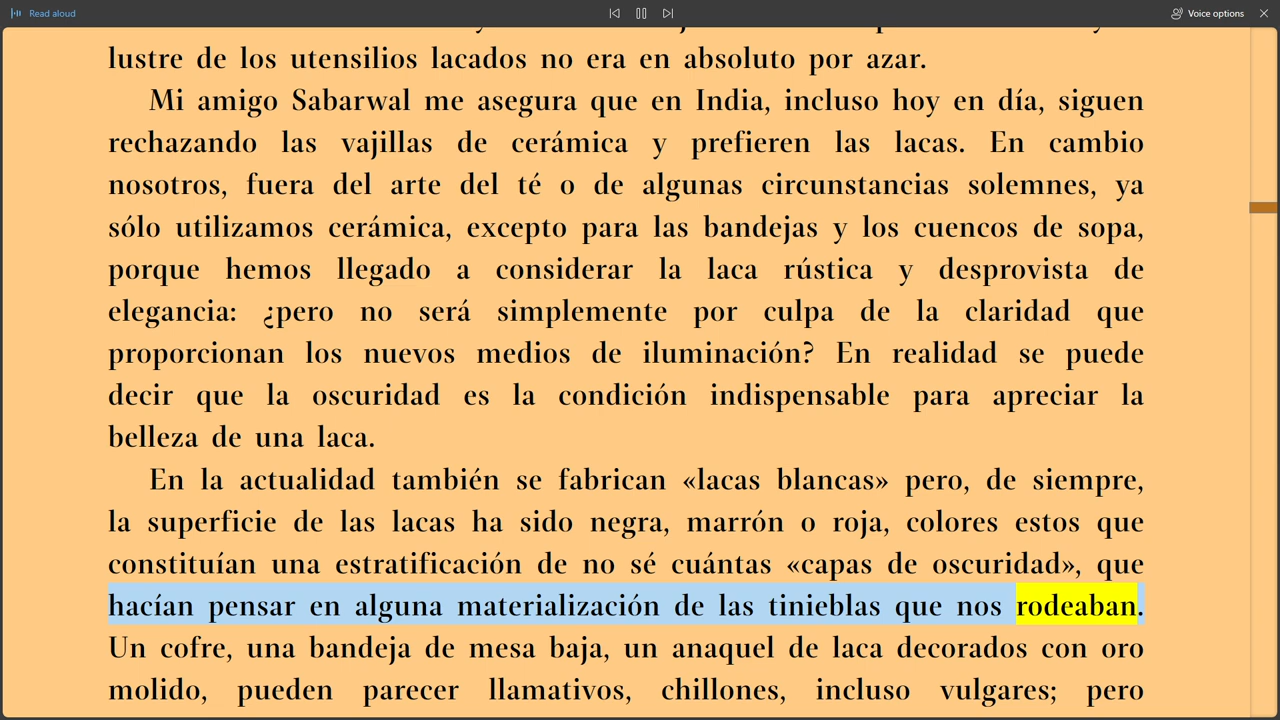 Read aloud
Voice options
lustre de los utensilios lacados no era en absoluto por azar.
Mi amigo Sabarwal me asegura que en India, incluso hoy en día, siguen
rechazando las vajillas de cerámica y prefieren las lacas. En cambio
nosotros, fuera del arte del té o de algunas circunstancias solemnes, ya
sólo utilizamos cerámica, excepto para las bandejas y los cuencos de sopa,
porque hemos llegado a considerar la laca rústica y desprovista de
elegancia: ¿pero no será simplemente por culpa de la claridad que
proporcionan los nuevos medios de iluminación? En realidad se puede
decir que la oscuridad es la condición indispensable para apreciar la
belleza de una laca.
En la actualidad también se fabrican «lacas blancas» pero, de siempre,
la superficie de las lacas ha sido negra, marrón o roja, colores estos que
constituían una estratificación de no sé cuántas «capas de oscuridad», que
hacían pensar en alguna materialización de las tinieblas que nos rodeaban.
Un cofre, una bandeja de mesa baja, un anaquel de laca decorados con oro
molido, pueden parecer llamativos, chillones, incluso vulgares; pero